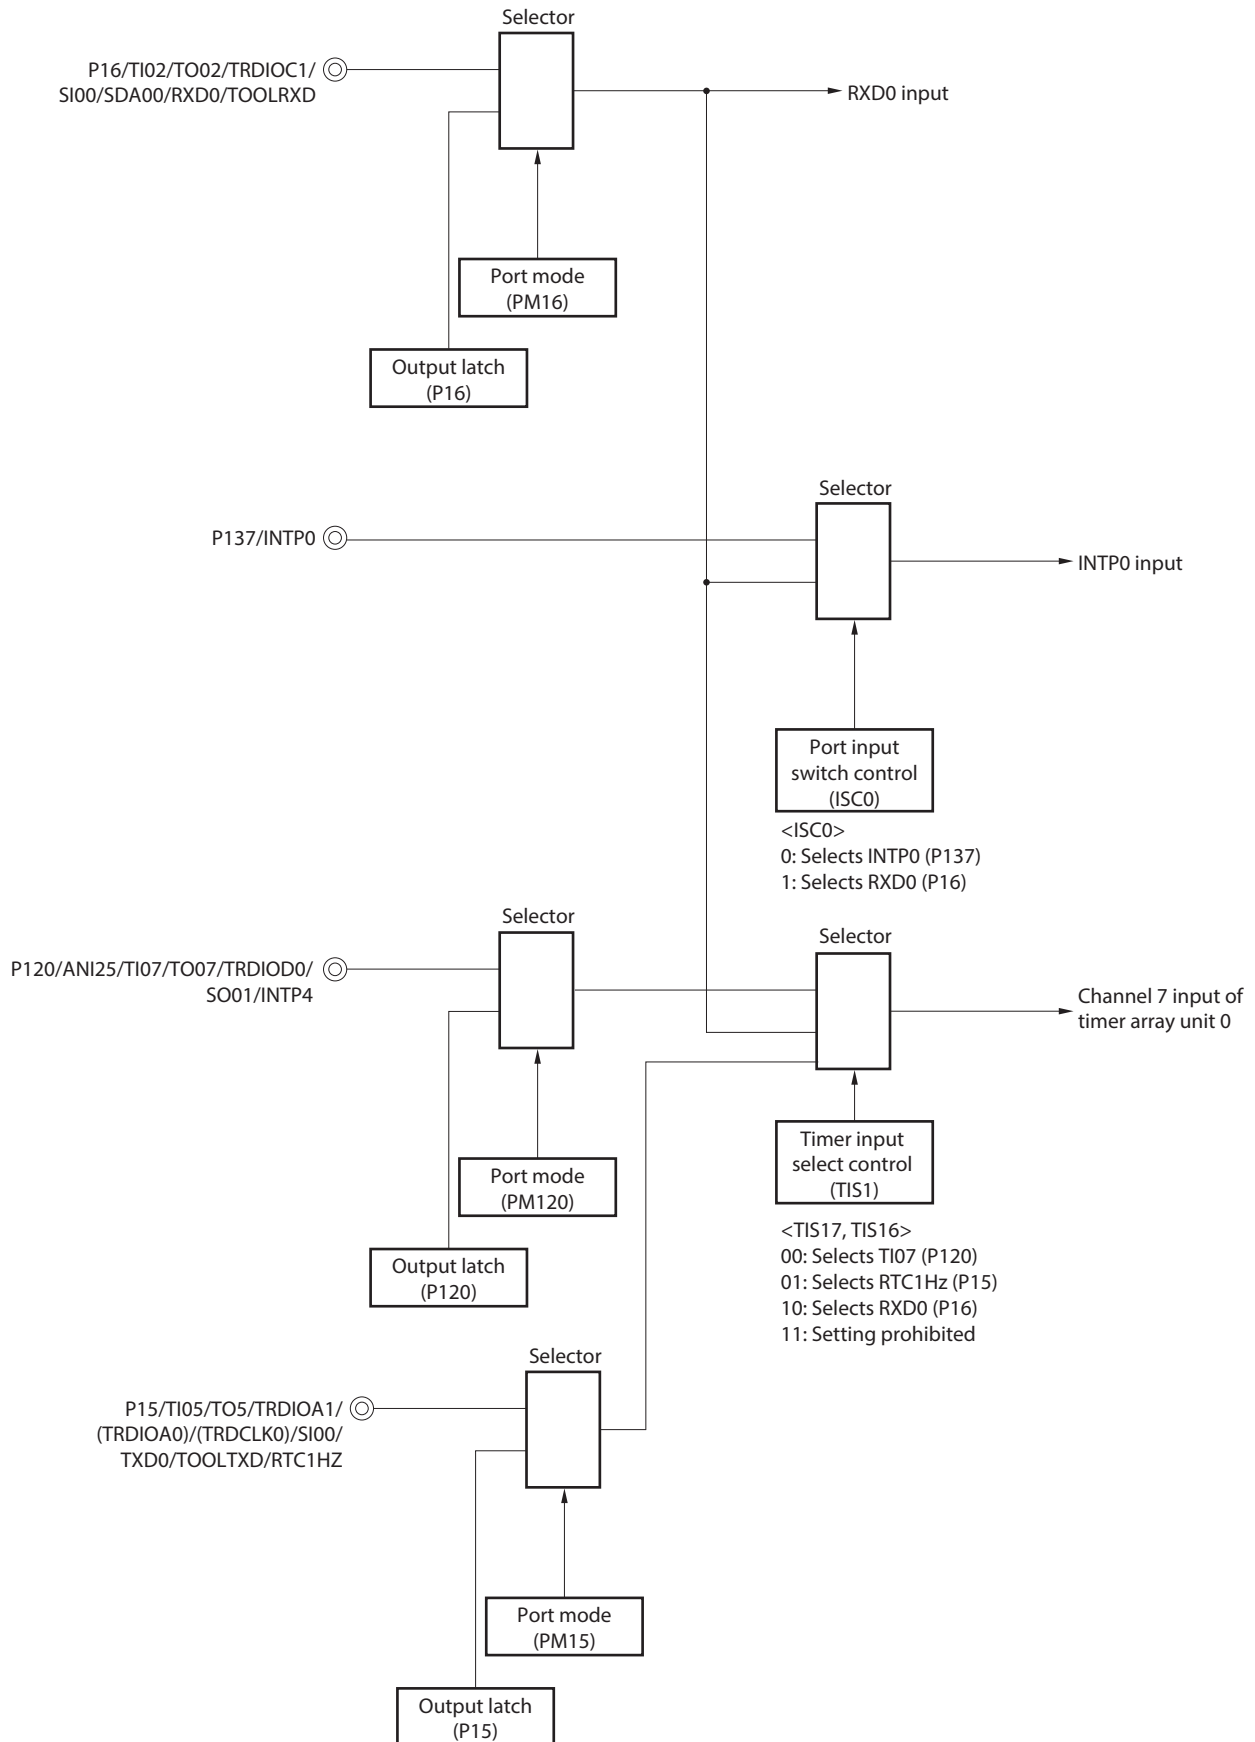 Selector
P16/TI02/TO02/TRDIOC1/
SI00/SDA00/RXD0/TOOLRXD
RXD0 input
Port mode
(PM16)
Output latch
(P16)
Selector
P137/INTP0
INTP0 input
Port input
switch control
(ISC0)
<ISC0>
0: Selects INTP0 (P137)
1: Selects RXD0 (P16)
Selector
Selector
P120/ANI25/TI07/TO07/TRDIOD0/
SO01/INTP4
Channel 7 input of
timer array unit 0
Timer input
select control
(TIS1)
Port mode
(PM120)
<TIS17, TIS16>
00: Selects TI07 (P120)
01: Selects RTC1Hz (P15)
10: Selects RXD0 (P16)
11: Setting prohibited
Output latch
(P120)
Selector
P15/TI05/TO5/TRDIOA1/
(TRDIOA0)/(TRDCLK0)/SI00/
TXD0/TOOLTXD/RTC1HZ
Port mode
(PM15)
Output latch
(P15)